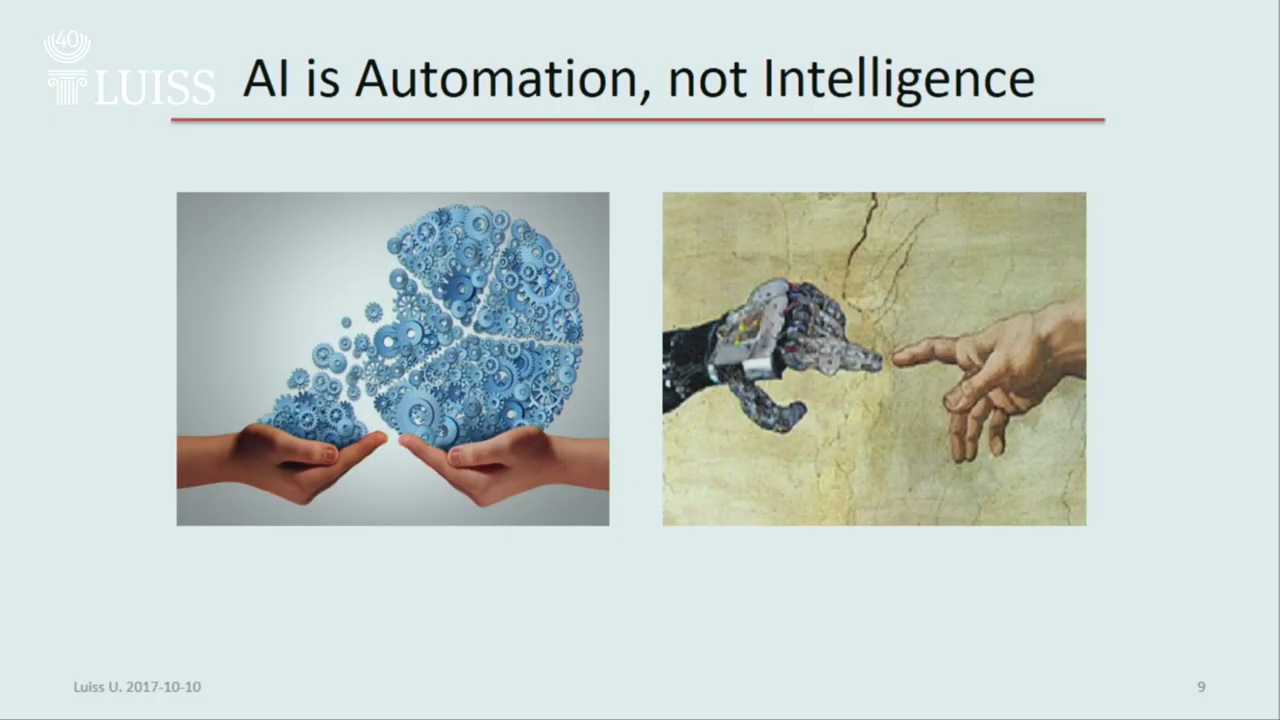 40
LUISS
AI is Automation, not Intelligence
Luiss U. 2017-10-10
9